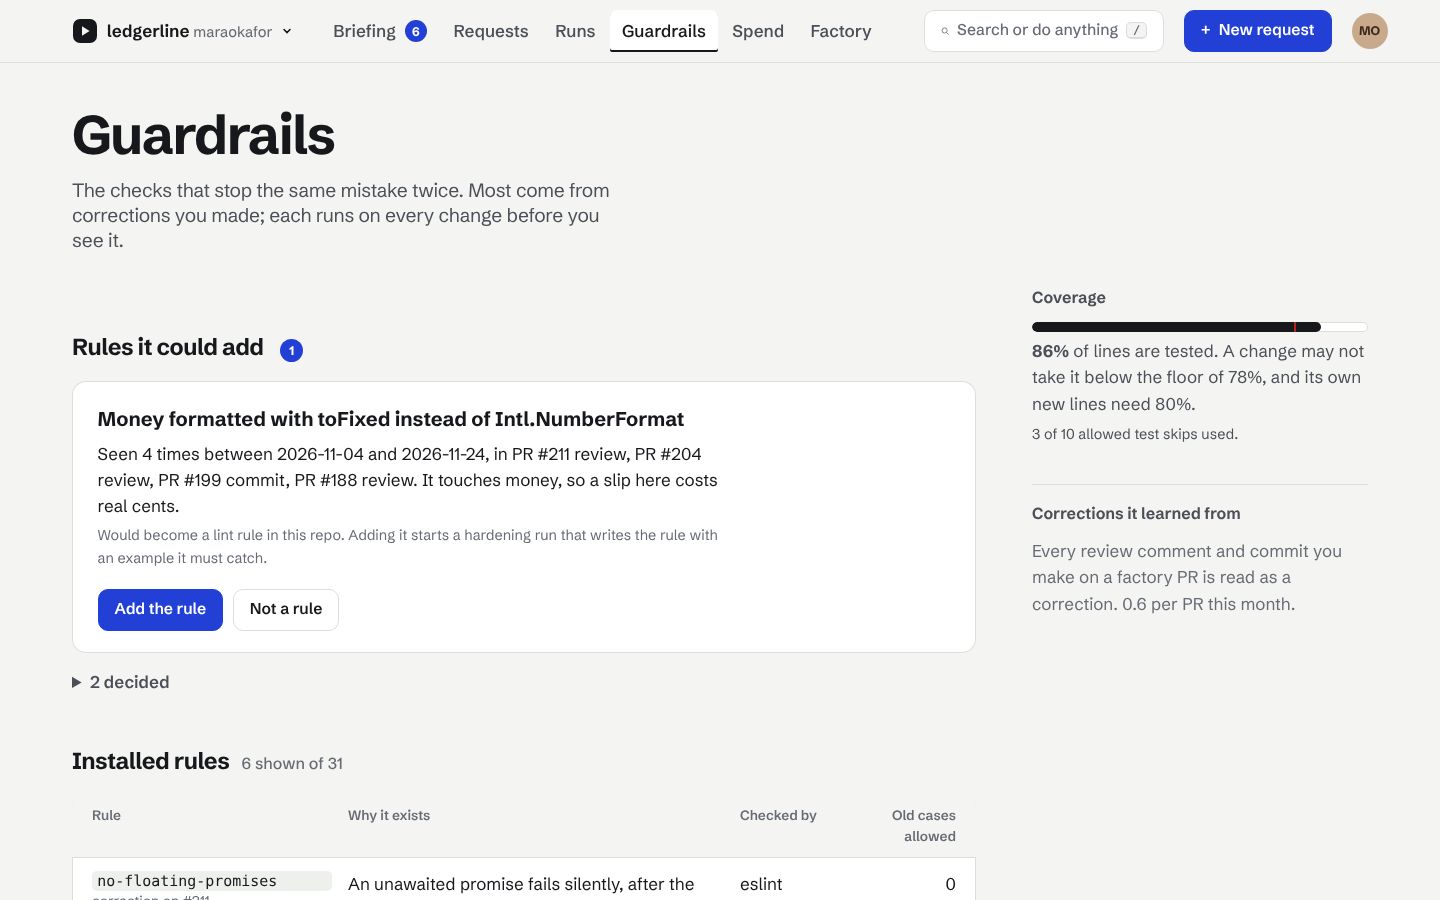 ledgerline maraokafor
Briefing 6
Requests
Runs
Guardrails
Spend
Factory
Search or do anything /
+ New request
MO
Guardrails
The checks that stop the same mistake twice. Most come from
corrections you made; each runs on every change before you
see it.
Rules it could add 1
Money formatted with toFixed instead of Intl.NumberFormat
Seen 4 times between 2026-11-04 and 2026-11-24, in PR #211 review, PR #204
review, PR #199 commit, PR #188 review. It touches money, so a slip here costs
real cents.
Would become a lint rule in this repo. Adding it starts a hardening run that writes the rule with
an example it must catch.
Add the rule
Not a rule
2 decided
Installed rules 6 shown of 31
Rule
Why it exists
Checked by
Old cases
allowed
no-floating-promises
An unawaited promise fails silently, after the
eslint
0
correction on #211
Coverage
86% of lines are tested. A change may not
take it below the floor of 78%, and its own
new lines need 80%.
3 of 10 allowed test skips used.
Corrections it learned from
Every review comment and commit you
make on a factory PR is read as a
correction. 0.6 per PR this month.